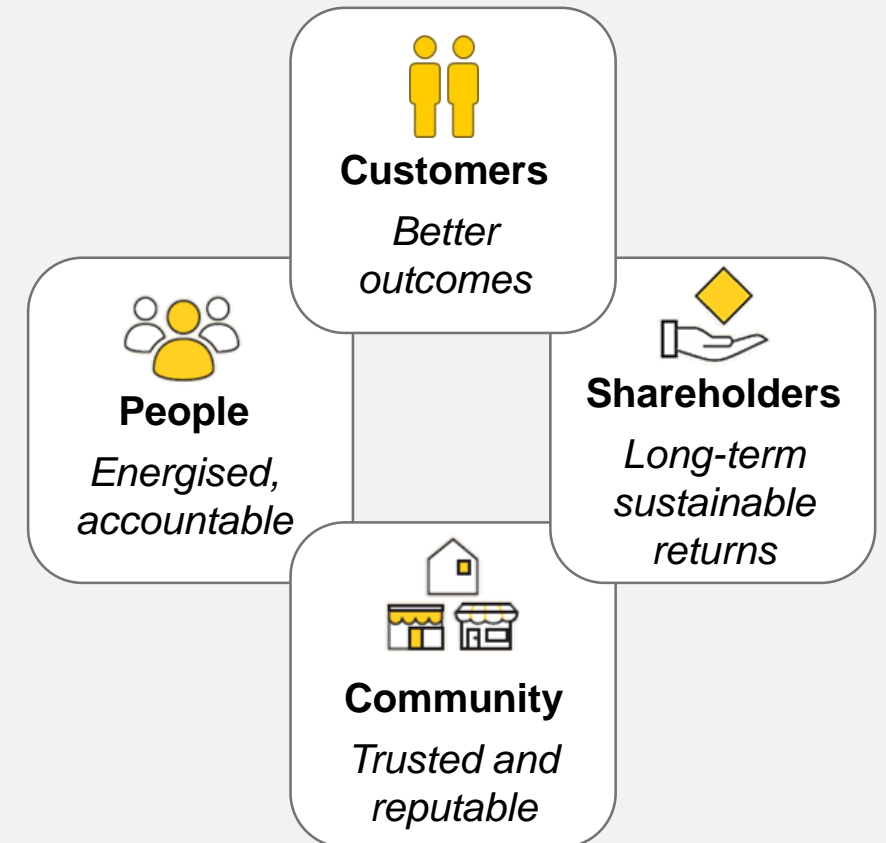 Customers
Better
outcomes
People
Energised,
accountable
Shareholders
Long-term
sustainable
returns
Community
Trusted and
reputable